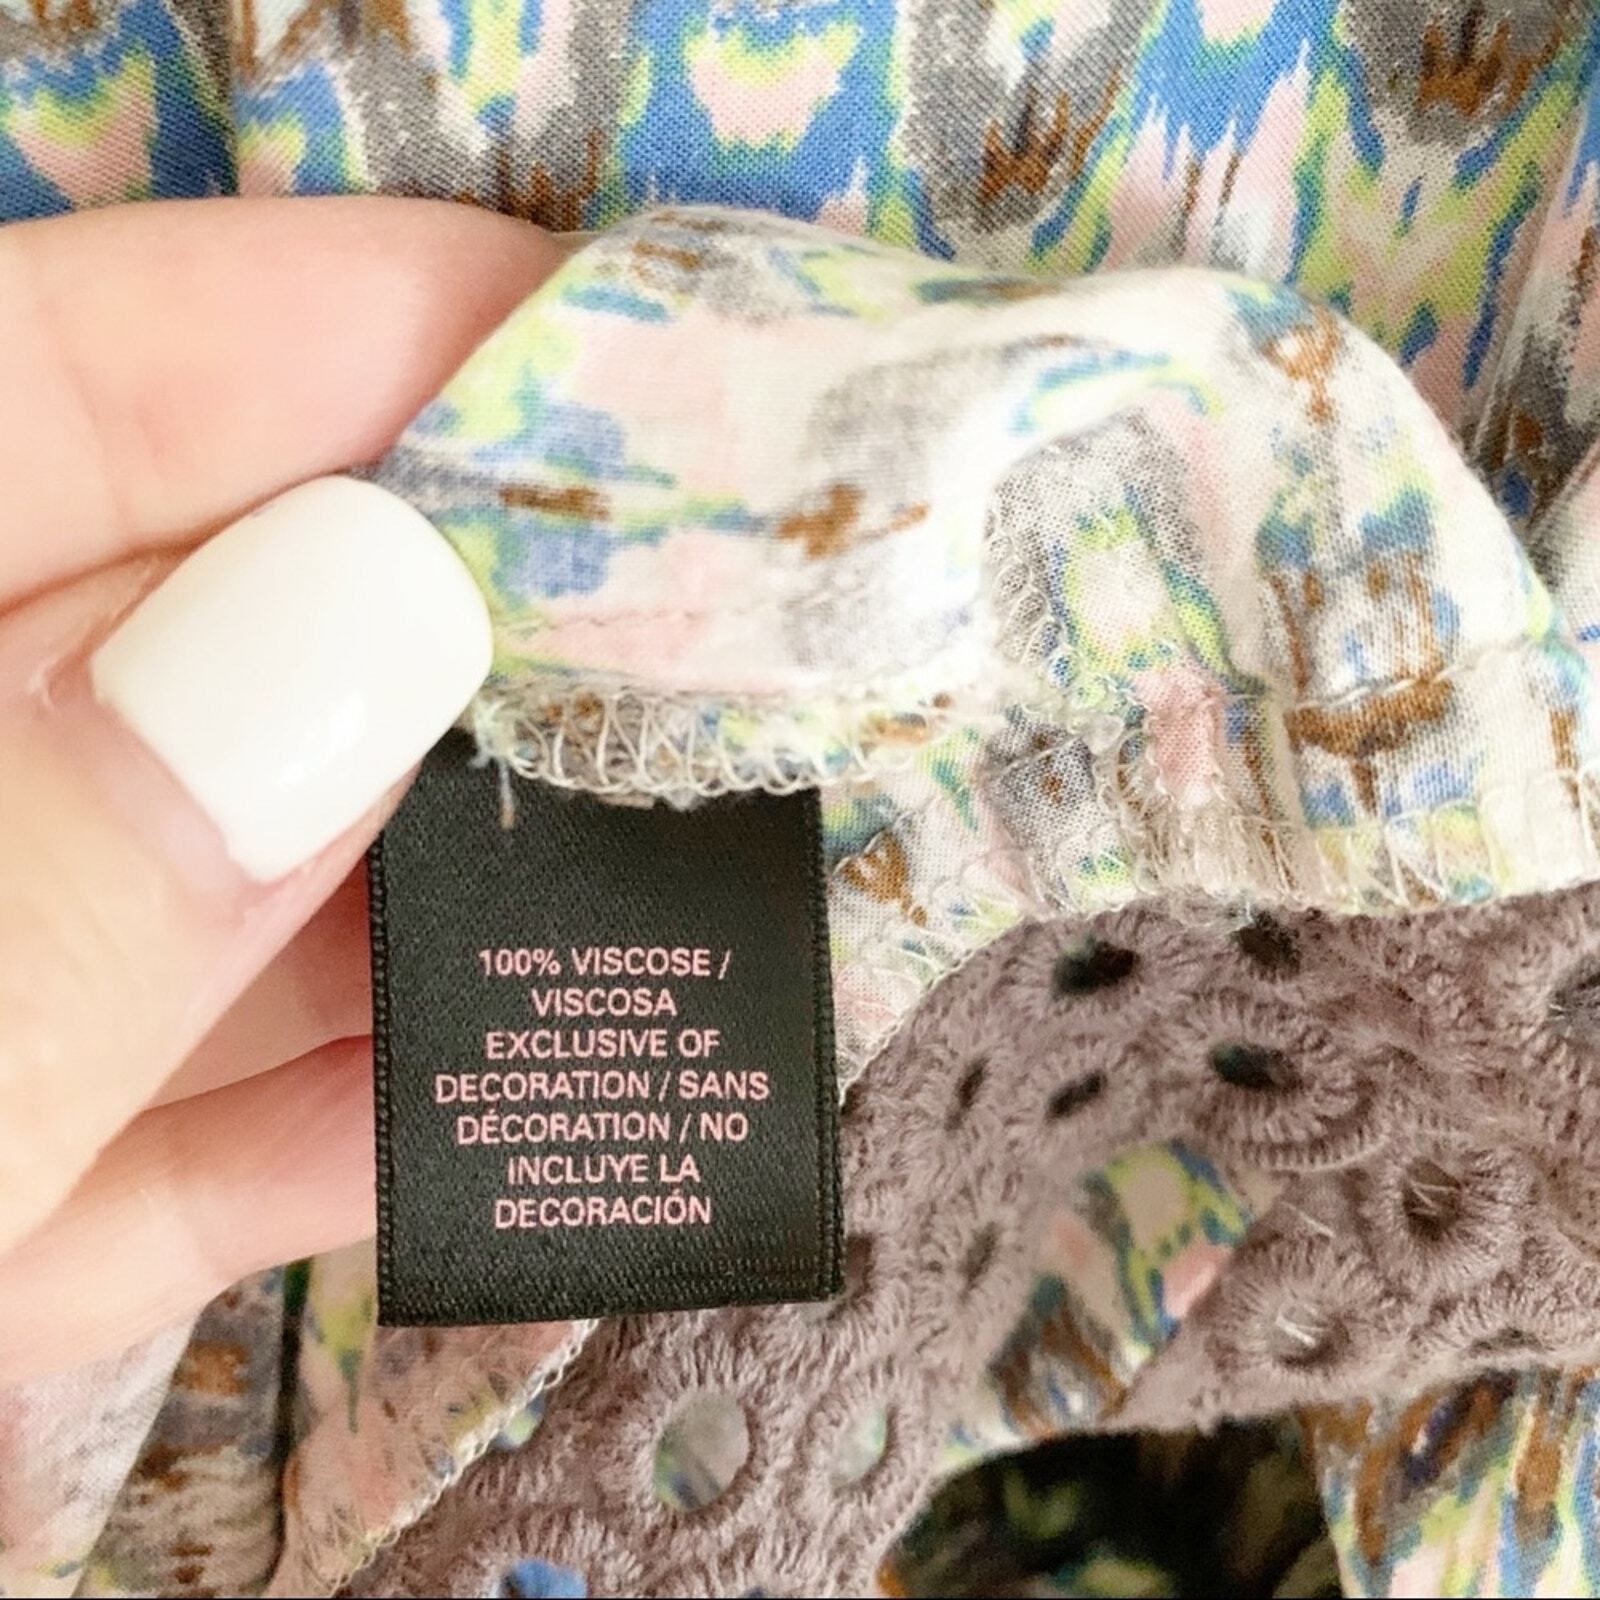 100% VISCOSE /
VISCOSA
EXCLUSIVE OF
DECORATION / SANS
DÉCORATION / NO
INCLUYE LA
DECORACIÓN